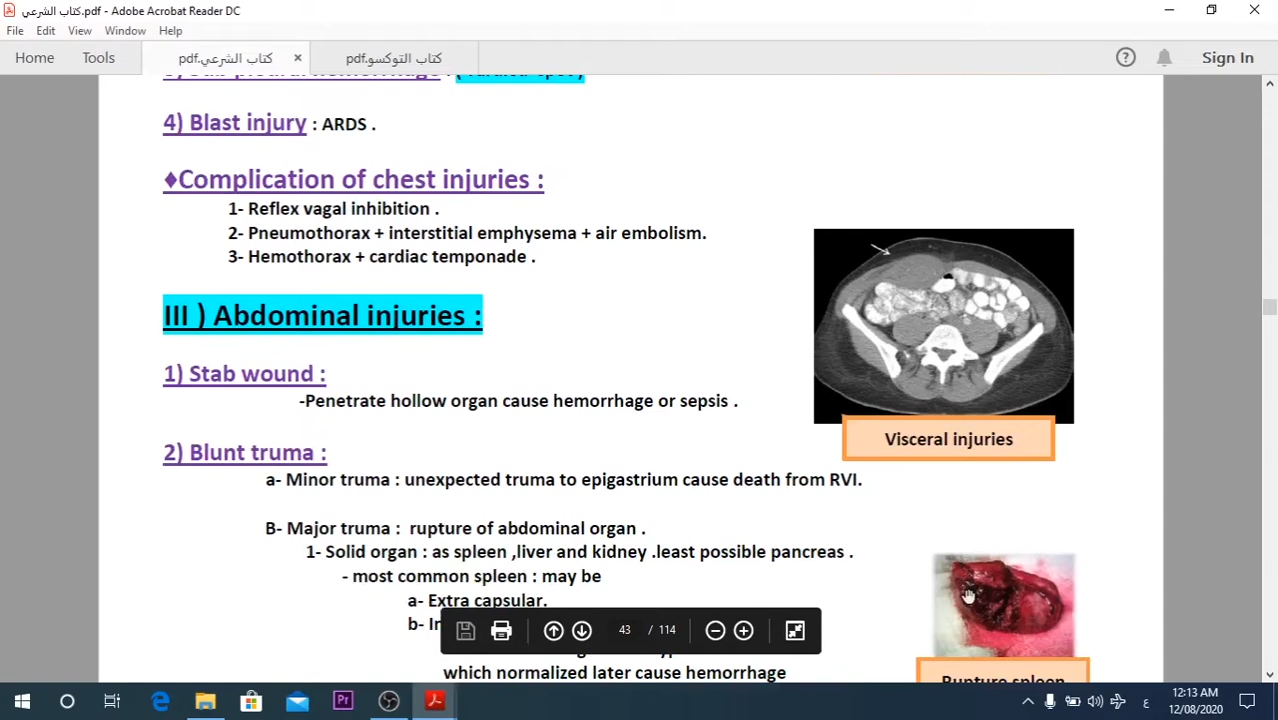 كتاب الشرعي.pdf - Adobe Acrobat Reader DC
File Edit View Window Help
Home Tools كتاب الشرعي.pdf × كتاب التوكسو.pdf ? Sign In
4) Blast injury : ARDS .
♦Complication of chest injuries :
1- Reflex vagal inhibition .
2- Pneumothorax + interstitial emphysema + air embolism.
3- Hemothorax + cardiac temponade .
III ) Abdominal injuries :
1) Stab wound :
-Penetrate hollow organ cause hemorrhage or sepsis .
Visceral injuries
2) Blunt truma :
a- Minor truma : unexpected truma to epigastrium cause death from RVI.
B- Major truma : rupture of abdominal organ .
1- Solid organ : as spleen ,liver and kidney .least possible pancreas .
- most common spleen : may be
a- Extra capsular.
b-
43 / 114
which normalized later cause hemorrhage
Rupture spleen
Pr
ع
12:13 AM
12/08/2020